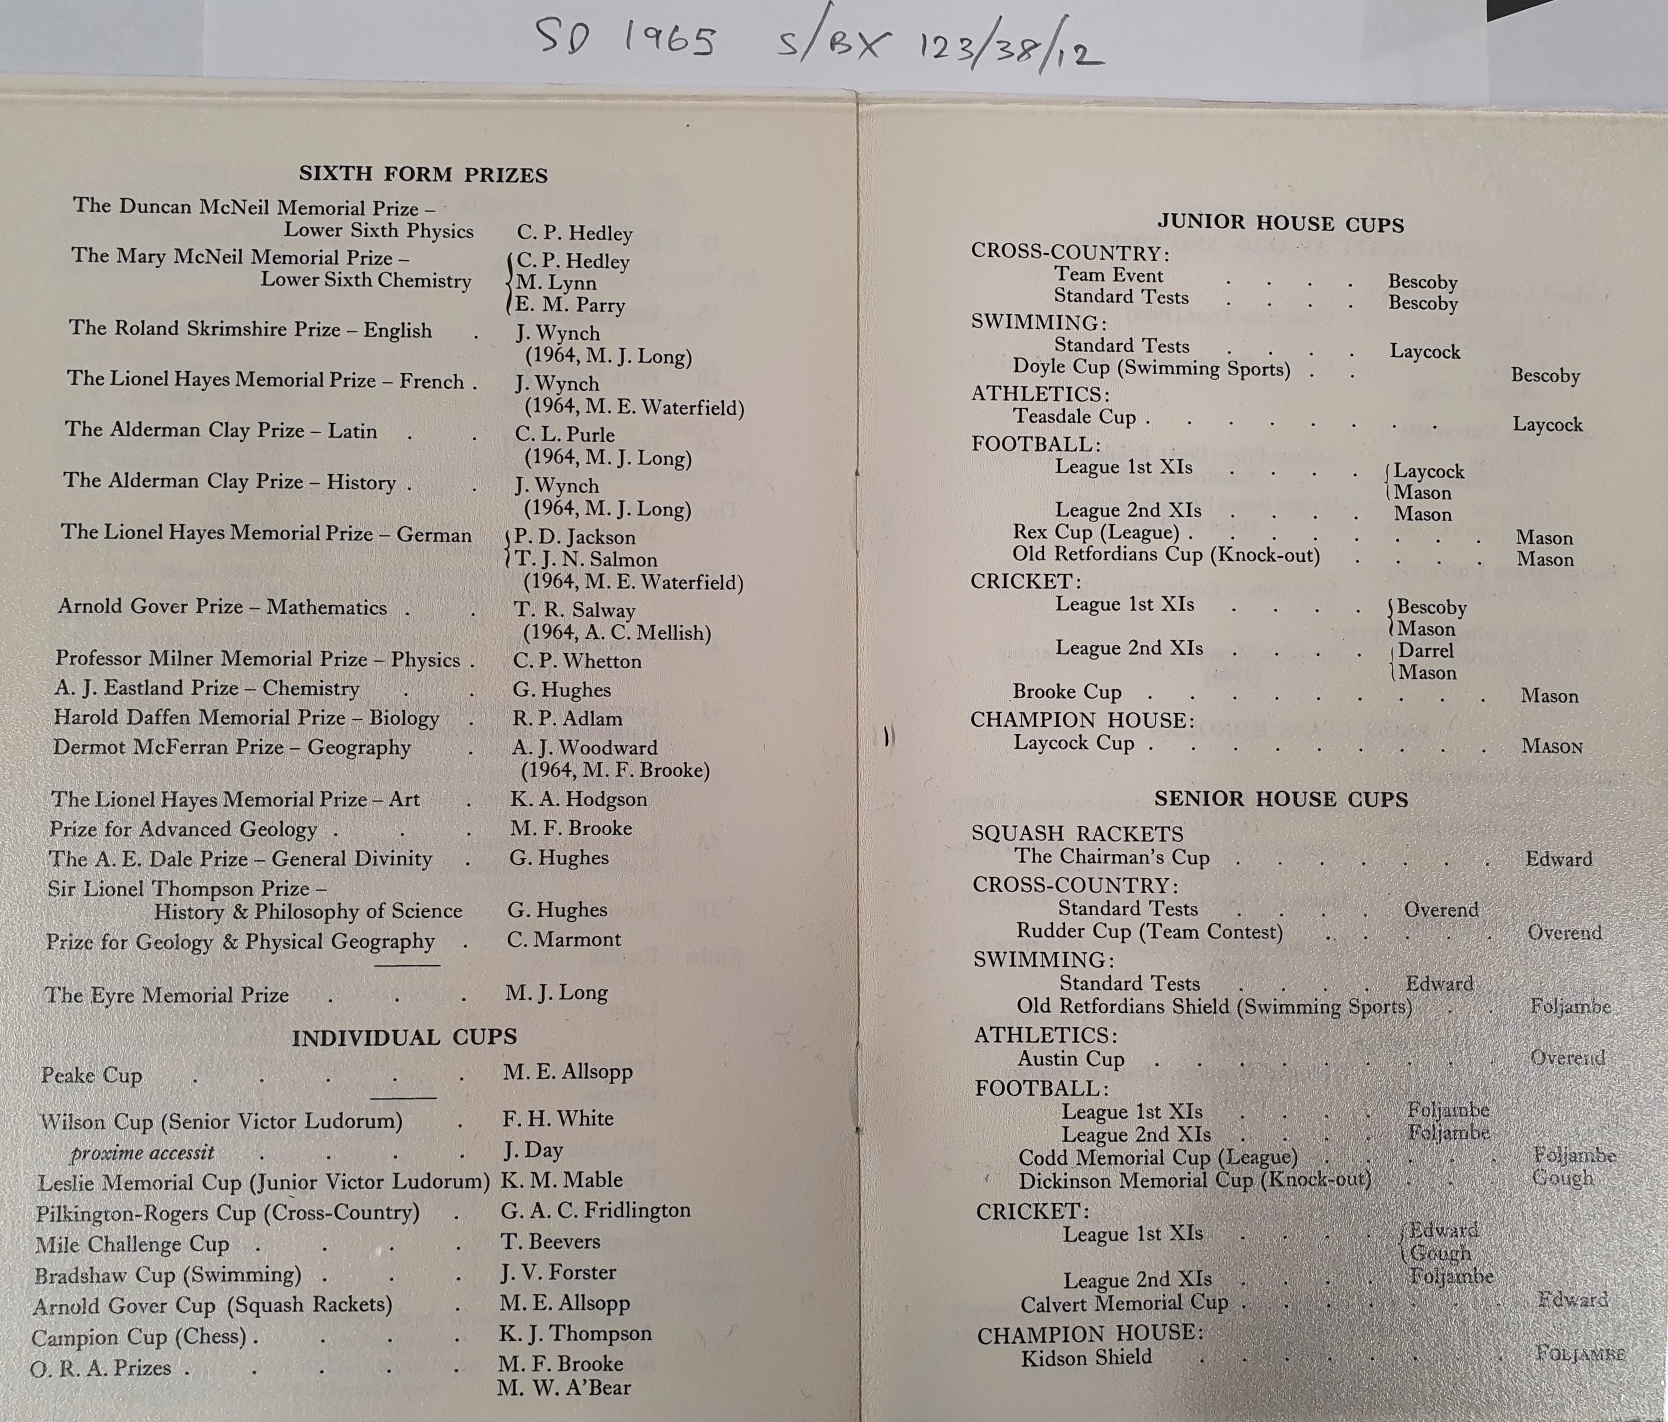 SD 1965 S/BX 123/38/12
SIXTH FORM PRIZES
The Duncan McNeil Memorial Prize –
Lower Sixth Physics C. P. Hedley
The Mary McNeil Memorial Prize – { C. P. Hedley
Lower Sixth Chemistry { M. Lynn
{ E. M. Parry
The Roland Skrimshire Prize – English . J. Wynch
(1964, M. J. Long)
The Lionel Hayes Memorial Prize – French . J. Wynch
(1964, M. E. Waterfield)
The Alderman Clay Prize – Latin . . C. L. Purle
(1964, M. J. Long)
The Alderman Clay Prize – History . . J. Wynch
(1964, M. J. Long)
The Lionel Hayes Memorial Prize – German { P. D. Jackson
{ T. J. N. Salmon
(1964, M. E. Waterfield)
Arnold Gover Prize – Mathematics . . T. R. Salway
(1964, A. C. Mellish)
Professor Milner Memorial Prize – Physics . C. P. Whetton
A. J. Eastland Prize – Chemistry . . G. Hughes
Harold Daffen Memorial Prize – Biology . R. P. Adlam
Dermot McFerran Prize – Geography . A. J. Woodward
(1964, M. F. Brooke)
The Lionel Hayes Memorial Prize – Art . K. A. Hodgson
Prize for Advanced Geology . . . M. F. Brooke
The A. E. Dale Prize – General Divinity . G. Hughes
Sir Lionel Thompson Prize –
History & Philosophy of Science G. Hughes
Prize for Geology & Physical Geography . C. Marmont
The Eyre Memorial Prize . . . M. J. Long
INDIVIDUAL CUPS
Peake Cup . . . . . M. E. Allsopp
Wilson Cup (Senior Victor Ludorum) . F. H. White
proxime accessit . . . . J. Day
Leslie Memorial Cup (Junior Victor Ludorum) K. M. Mable
Pilkington-Rogers Cup (Cross-Country) . G. A. C. Fridlington
Mile Challenge Cup . . . . T. Beevers
Bradshaw Cup (Swimming) . . . J. V. Forster
Arnold Gover Cup (Squash Rackets) . M. E. Allsopp
Campion Cup (Chess) . . . . K. J. Thompson
O. R. A. Prizes . . . . . M. F. Brooke
M. W. A'Bear
JUNIOR HOUSE CUPS
CROSS-COUNTRY:
Team Event . . . . Bescoby
Standard Tests . . . . Bescoby
SWIMMING:
Standard Tests . . . . Laycock
Doyle Cup (Swimming Sports) . . Bescoby
ATHLETICS:
Teasdale Cup . . . . . . . . Laycock
FOOTBALL:
League 1st XIs . . . . { Laycock
{ Mason
League 2nd XIs . . . . Mason
Rex Cup (League) . . . . . . . . Mason
Old Retfordians Cup (Knock-out) . . . . Mason
CRICKET:
League 1st XIs . . . . { Bescoby
{ Mason
League 2nd XIs . . . . { Darrel
{ Mason
Brooke Cup . . . . . . . . . Mason
CHAMPION HOUSE:
Laycock Cup . . . . . . . . . MASON
SENIOR HOUSE CUPS
SQUASH RACKETS
The Chairman's Cup . . . . . . . Edward
CROSS-COUNTRY:
Standard Tests . . . . Overend
Rudder Cup (Team Contest) . . . . . Overend
SWIMMING:
Standard Tests . . . . Edward
Old Retfordians Shield (Swimming Sports) . . Foljambe
ATHLETICS:
Austin Cup . . . . . . . . . Overend
FOOTBALL:
League 1st XIs . . . . Foljambe
League 2nd XIs . . . . Foljambe
Codd Memorial Cup (League) . . . . . Foljambe
Dickinson Memorial Cup (Knock-out) . . . Gough
CRICKET:
League 1st XIs . . . . { Edward
{ Gough
League 2nd XIs . . . . Foljambe
Calvert Memorial Cup . . . . . . . Edward
CHAMPION HOUSE:
Kidson Shield . . . . . . . . FOLJAMBE